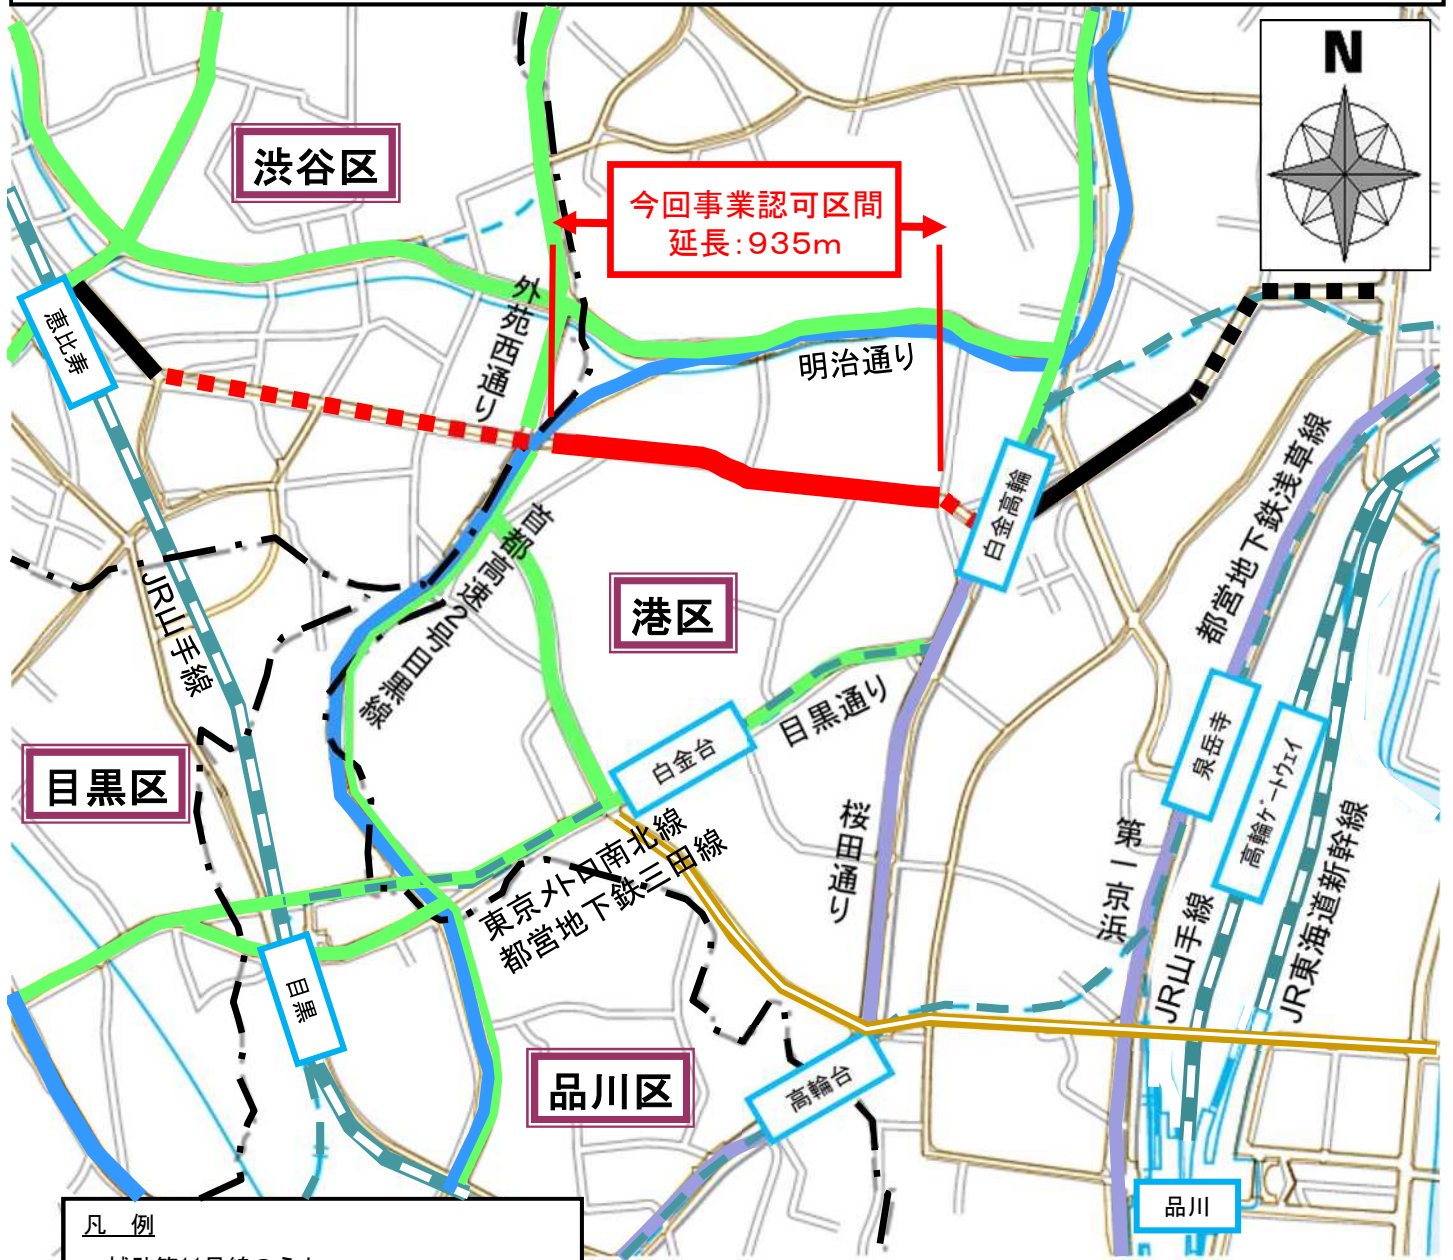 N
渋谷区
今回事業認可区間
延長：935m
外苑西通り
恵比寿
明治通り
白金高輪
都営地下鉄浅草線
首都高速2号目黒線
JR山手線
港区
目黒通り
白金台
泉岳寺
高輪ゲートウェイ
目黒区
東京メトロ南北線
都営地下鉄三田線
桜田通り
第一京浜
JR山手線
JR東海道新幹線
目黒
品川区
高輪台
品川
凡　例